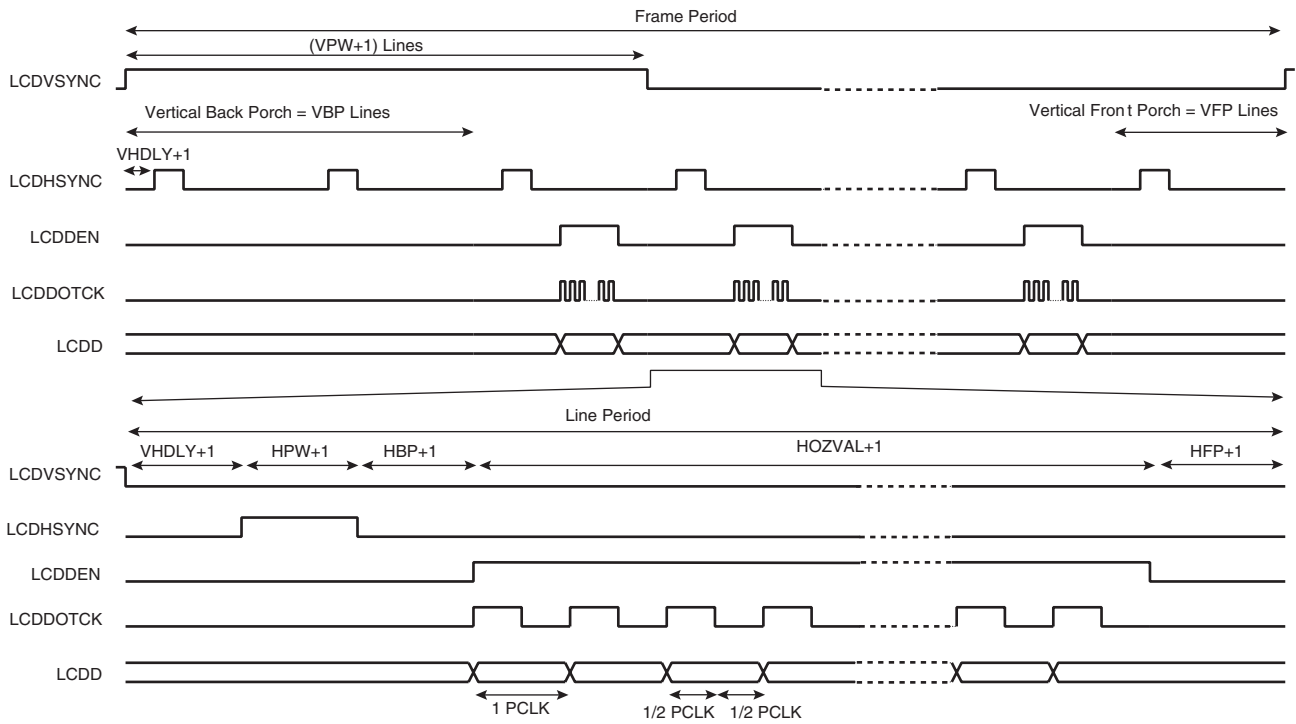 Frame Period
(VPW+1) Lines
LCDVSYNC
Vertical Back Porch = VBP Lines
Vertical Front Porch = VFP Lines
VHDLY+1
LCDHSYNC
LCDDEN
LCDDOTCK
LCDD
Line Period
VHDLY+1
HPW+1
HBP+1
HOZVAL+1
HFP+1
LCDVSYNC
LCDHSYNC
LCDDEN
LCDDOTCK
LCDD
1 PCLK
1/2 PCLK
1/2 PCLK